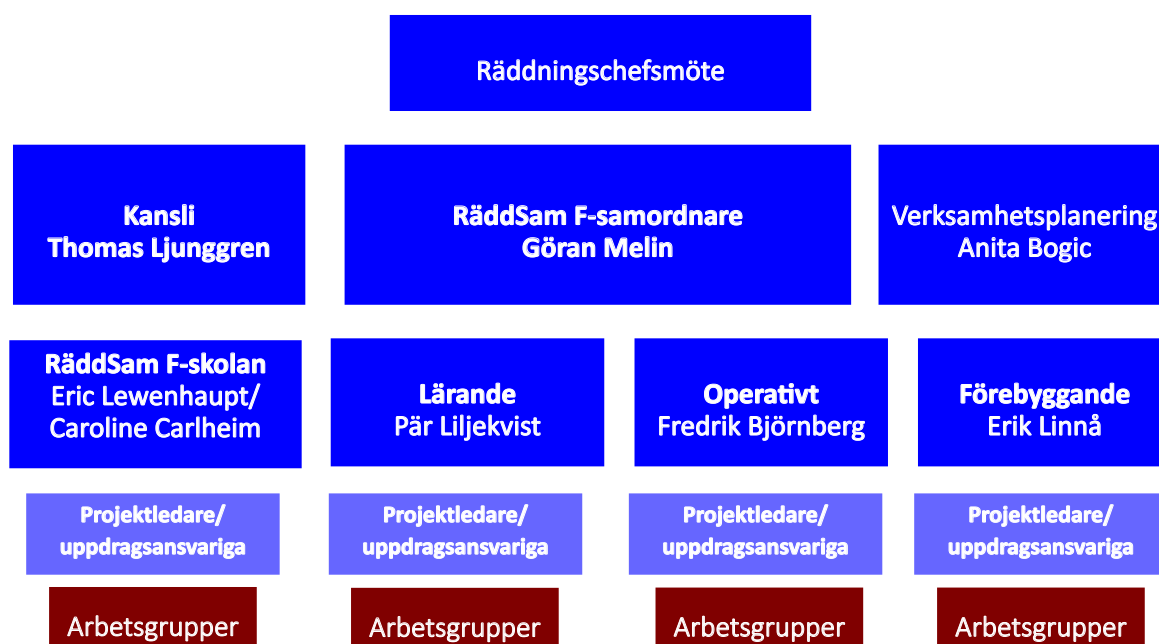 Räddningschefsmöte
Kansli
Thomas Ljunggren
RäddSam F-samordnare
Göran Melin
Verksamhetsplanering
Anita Bogic
RäddSam F-skolan
Eric Lewenhaupt/
Caroline Carlheim
Lärande
Pär Liljekvist
Operativt
Fredrik Björnberg
Förebyggande
Erik Linnå
Projektledare/
uppdragsansvariga
Projektledare/
uppdragsansvariga
Projektledare/
uppdragsansvariga
Projektledare/
uppdragsansvariga
Arbetsgrupper
Arbetsgrupper
Arbetsgrupper
Arbetsgrupper